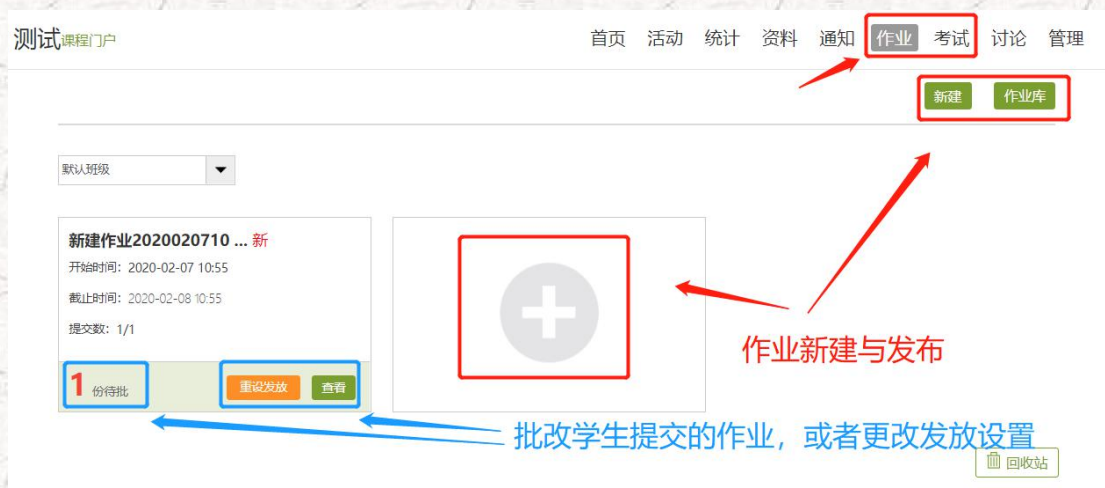 测试课程门户
首页 活动 统计 资料 通知 作业 考试 讨论 管理
新建 作业库
默认班级
新建作业2020020710 ... 新
开始时间：2020-02-07 10:55
截止时间：2020-02-08 10:55
提交数：1/1
作业新建与发布
1 份待批 重设发放 查看
批改学生提交的作业，或者更改发放设置
回收站